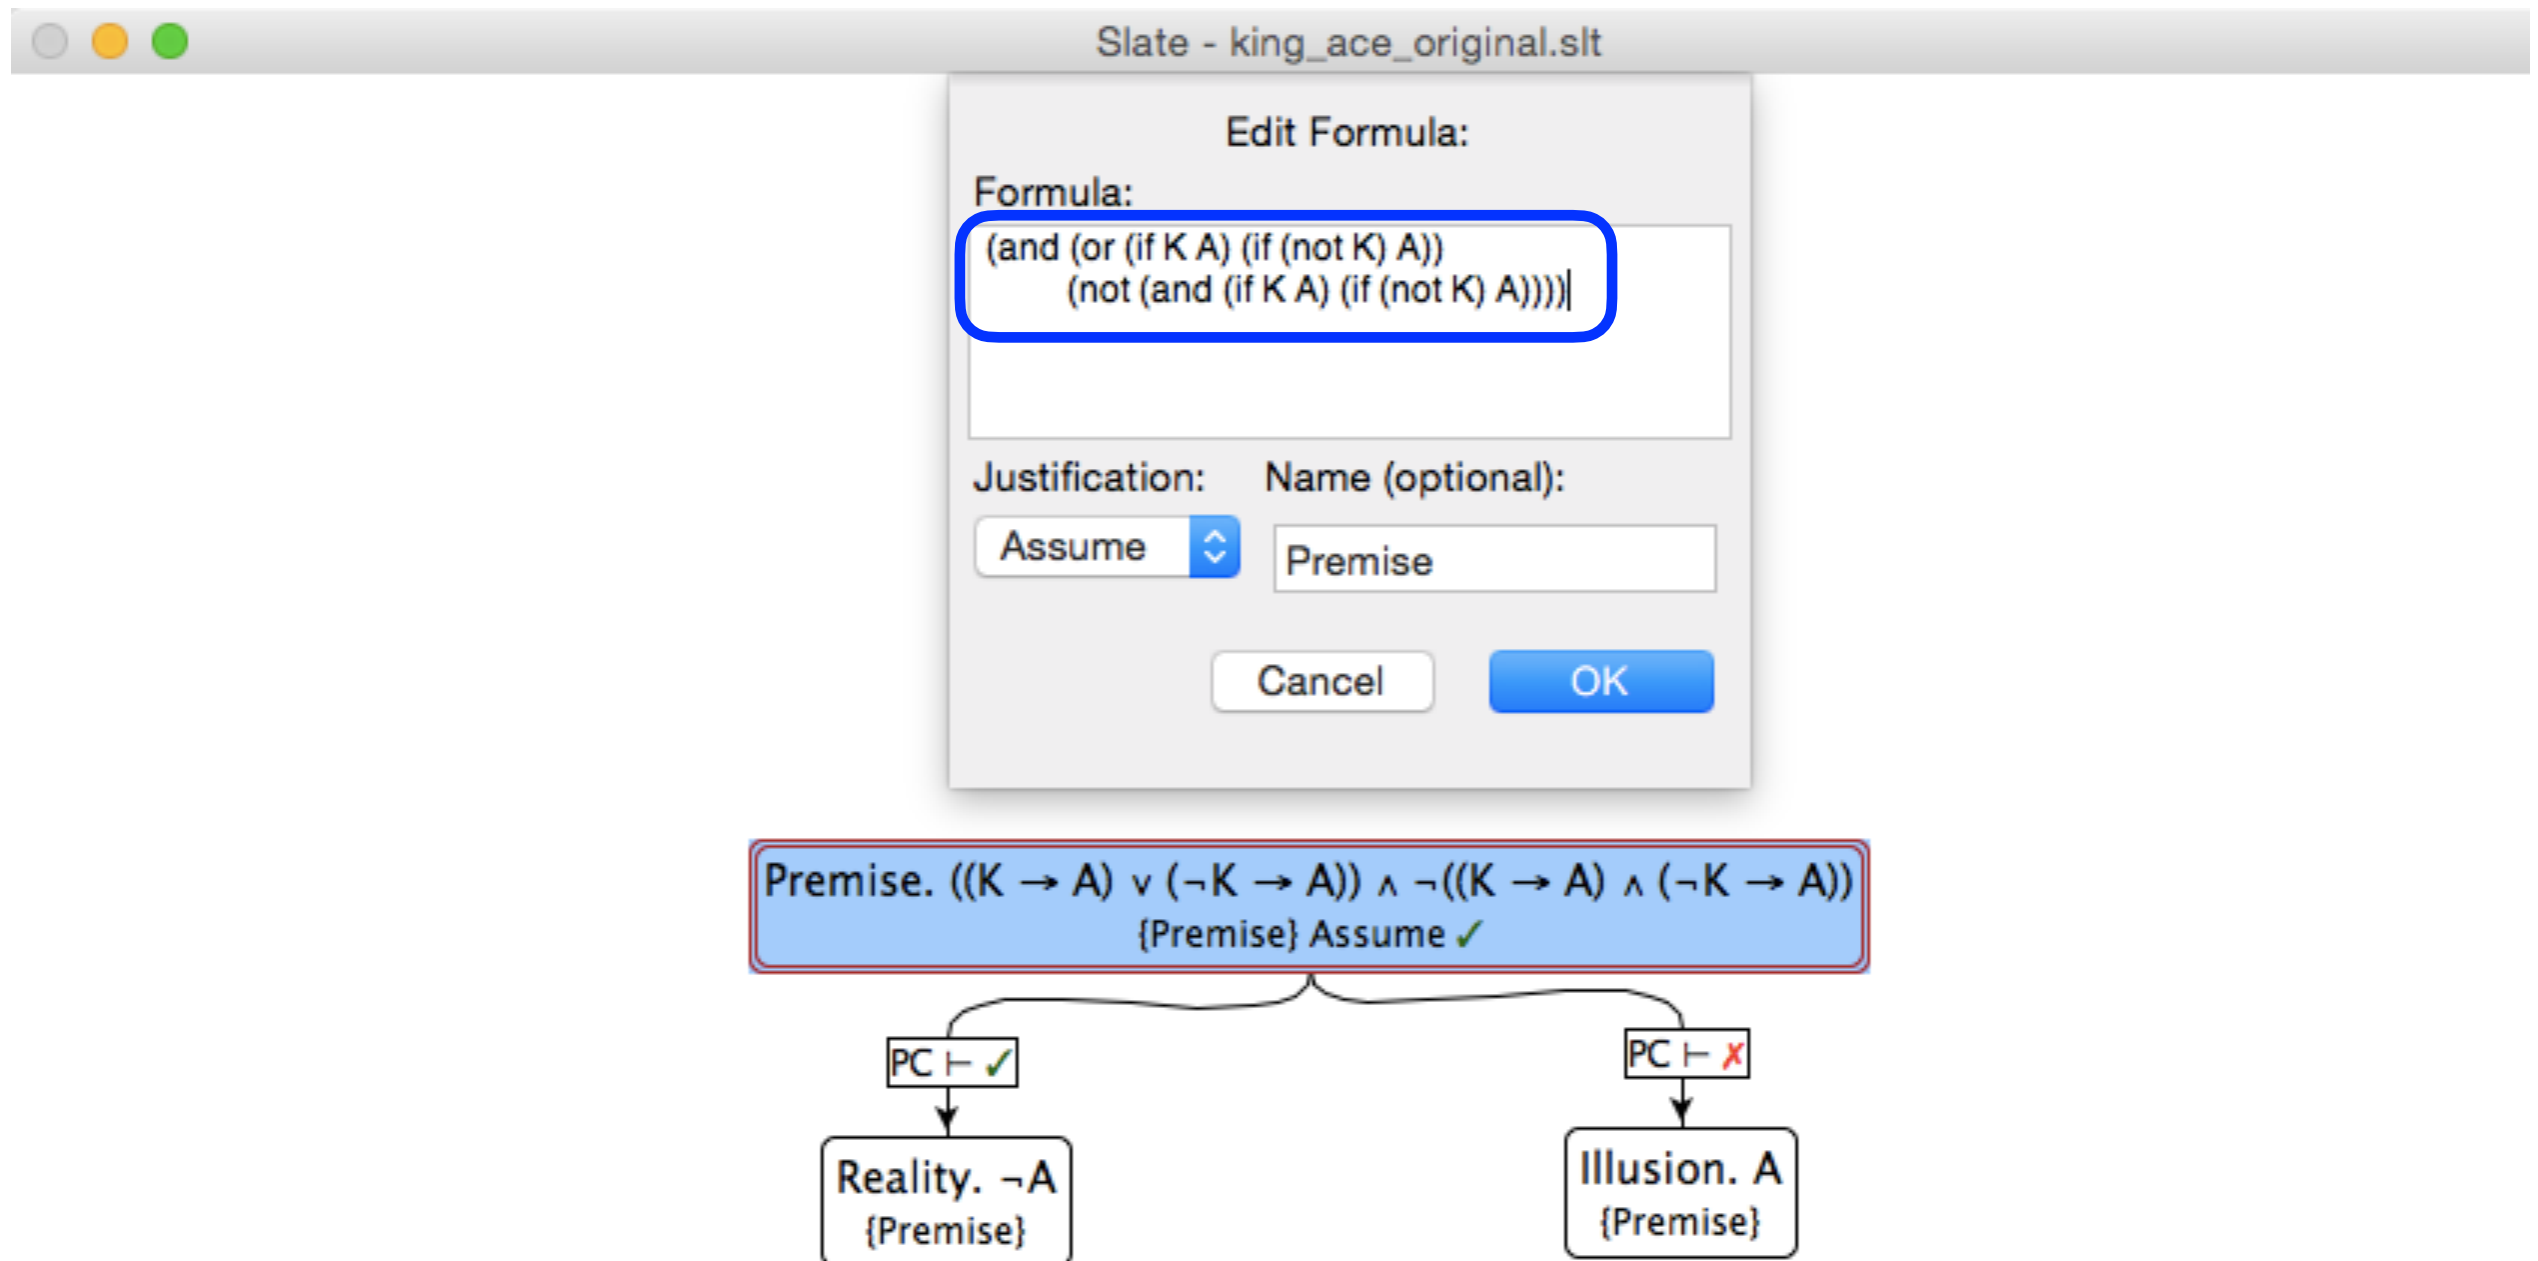 Slate - king_ace_original.slt
Edit Formula:
Formula:
(and (or (if K A) (if (not K) A))
(not (and (if K A) (if (not K) A))))
Justification: Name (optional):
Assume Premise
Cancel OK
Premise. ((K → A) ∨ (¬K → A)) ∧ ¬((K → A) ∧ (¬K → A))
{Premise} Assume ✓
PC ⊢ ✓ PC ⊢ ✗
Reality. ¬A Illusion. A
{Premise} {Premise}